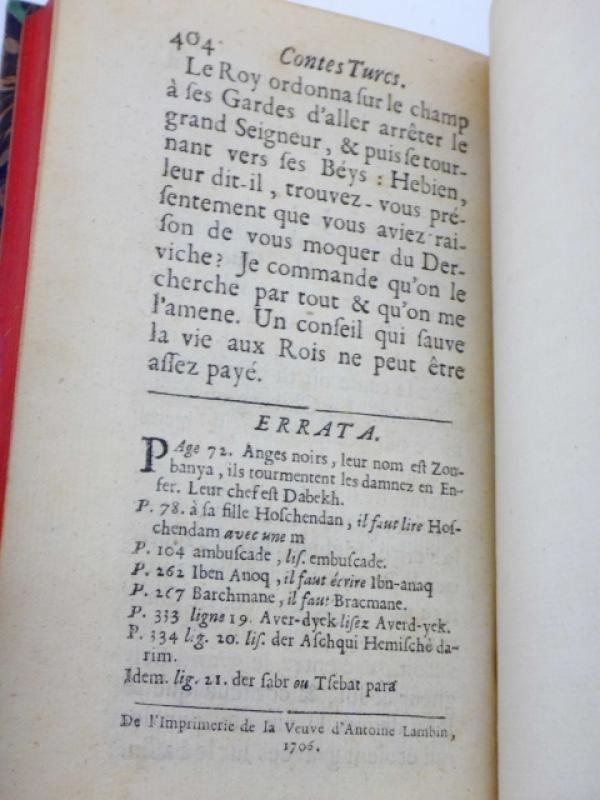 404 Contes Turcs.
Le Roy ordonna ſur le champ
à ſes Gardes d'aller arrêter le
grand Seigneur, & puis ſe tour-
nant vers ſes Béys : Hebien,
leur dit-il, trouvez-vous pré-
ſentement que vous aviez rai-
ſon de vous moquer du Der-
viche? Je commande qu'on le
cherche par tout & qu'on me
l'amene. Un conſeil qui ſauve
la vie aux Rois ne peut être
aſſez payé.
ERRATA.
PAge 72. Anges noirs, leur nom eſt Zou-
banya, ils tourmentent les damnez en En-
fer. Leur chef eſt Dabekh.
P. 78. à ſa fille Hoſchendan, il faut lire Hoſ-
chendam avec une m
P. 104 ambuſcade, liſ. embuſcade.
P. 262 Iben Anoq, il faut écrire Ibn-anaq
P. 267 Barchmane, il faut Bracmane.
P. 333 ligne 19. Aver-dyek liſez Averd-yek.
P. 334 lig. 20. liſ. der Aſchqui Hemiſché da-
rim.
Idem. lig. 21. der ſabr ou Tſebat para
De l'Imprimerie de la Veuve d'Antoine Lambin,
1706.